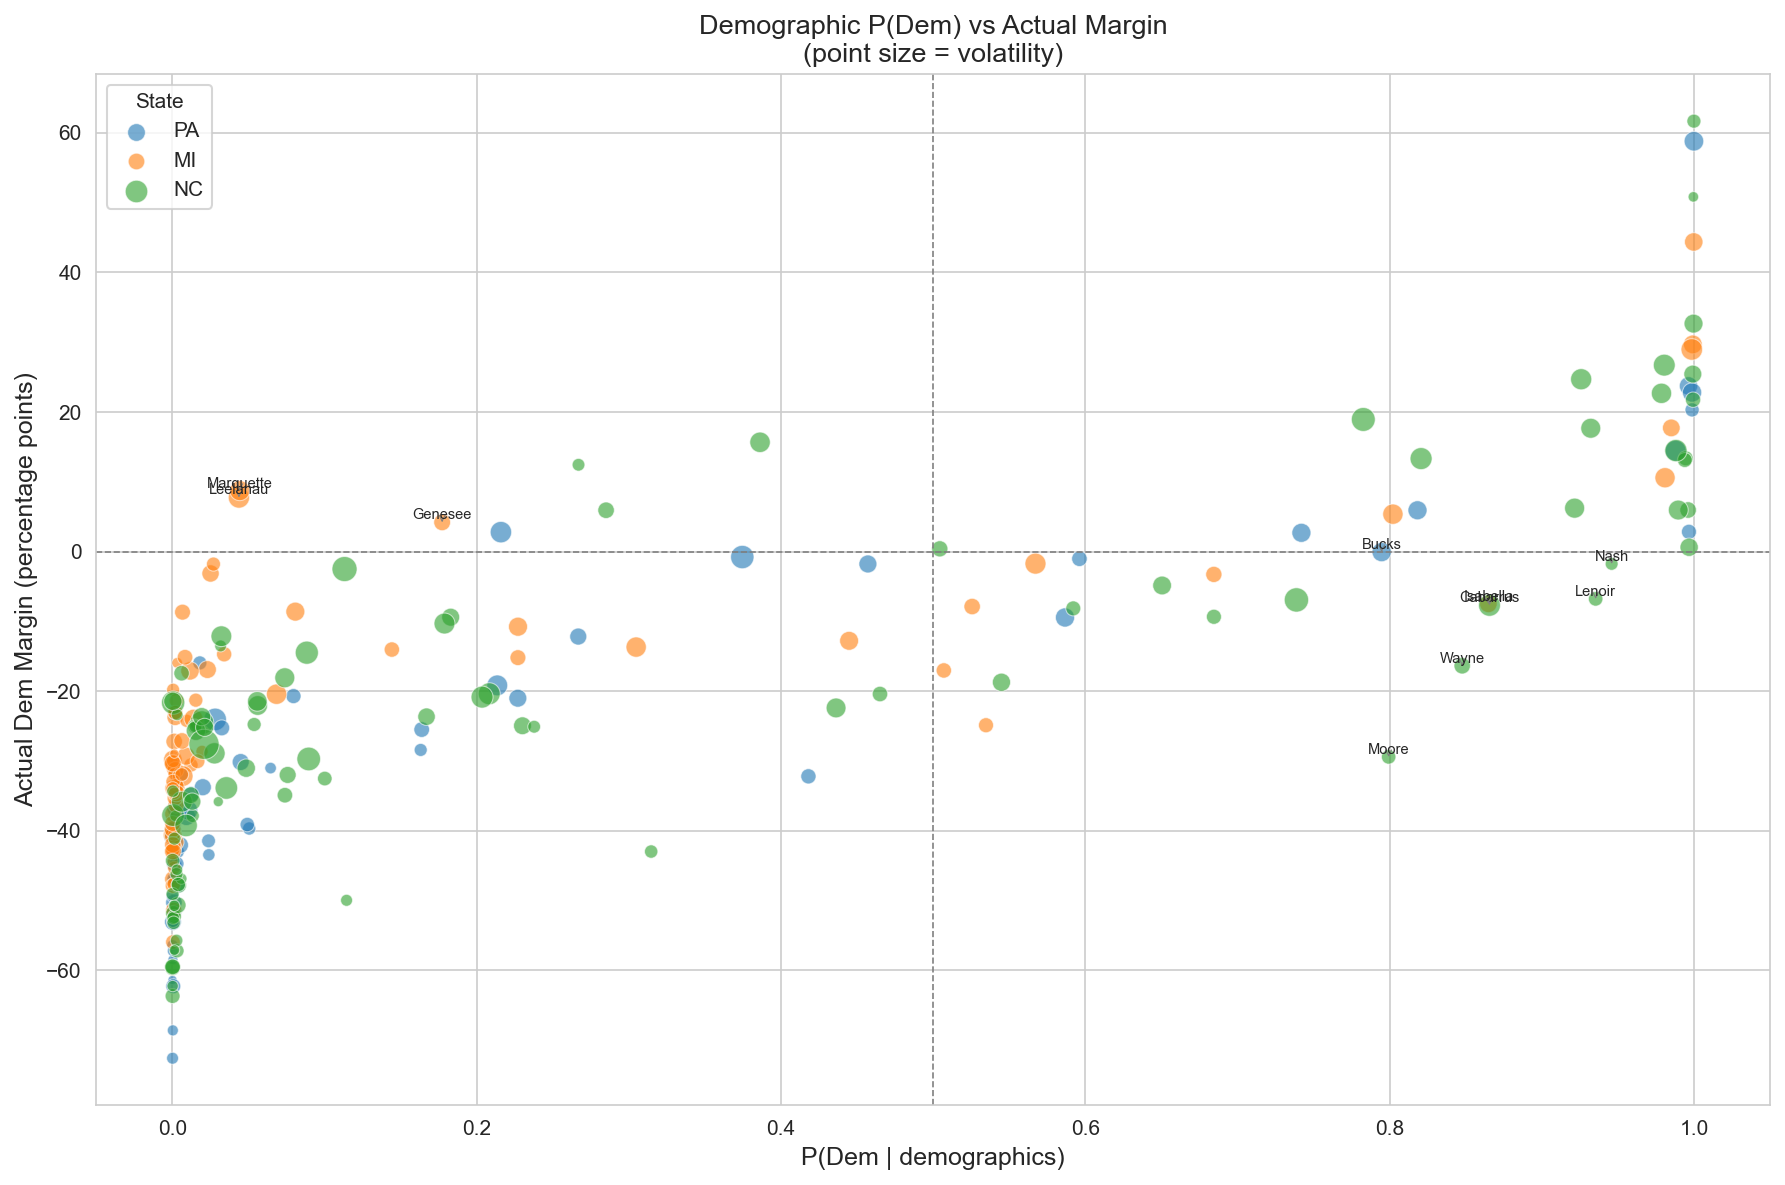 Demographic P(Dem) vs Actual Margin
(point size = volatility)
State
PA
MI
NC
60
40
20
0
−20
−40
−60
Actual Dem Margin (percentage points)
Marquette
Leelanau
Genesee
Bucks
Nash
Isabella
Cabarrus
Lenoir
Wayne
Moore
0.0
0.2
0.4
0.6
0.8
1.0
P(Dem | demographics)